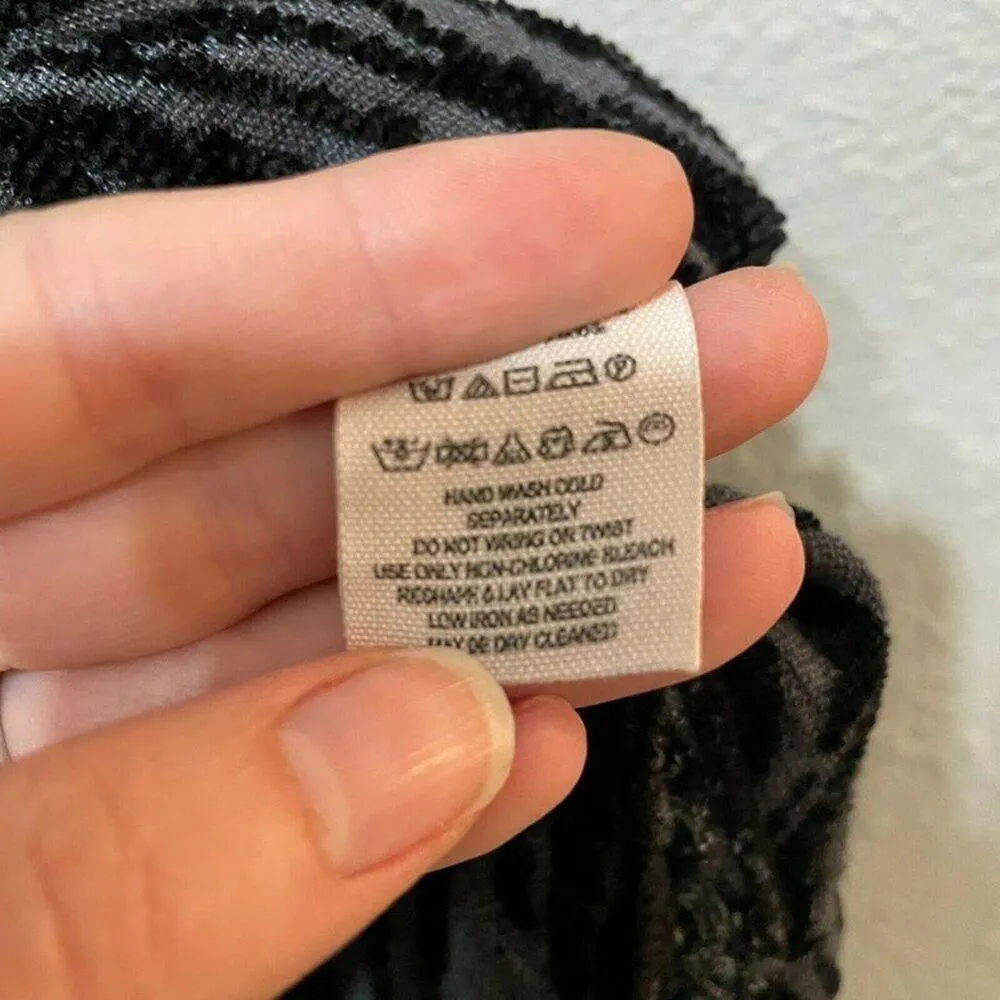 HAND WASH COLD
SEPARATELY
DO NOT WRING OR TWIST
USE ONLY NON-CHLORINE BLEACH
RESHAPE & LAY FLAT TO DRY
LOW IRON AS NEEDED
MAY BE DRY CLEANED